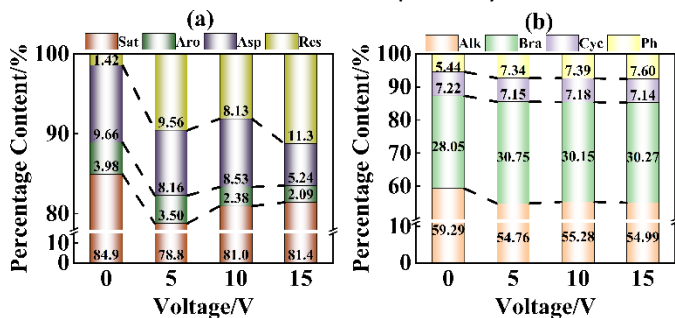 (a)
Sat Aro Asp Res
Percentage Content/%
100
90
80
10
0
1.42
9.66
3.98
84.9
9.56
8.16
3.50
78.8
8.13
8.53
2.38
81.0
11.3
5.24
2.09
81.4
0 5 10 15
Voltage/V
(b)
Alk Bra Cyc Ph
Percentage Content/%
100
90
80
70
60
10
0
5.44 7.34 7.39 7.60
7.22 7.15 7.18 7.14
28.05 30.75 30.15 30.27
59.29 54.76 55.28 54.99
0 5 10 15
Voltage/V